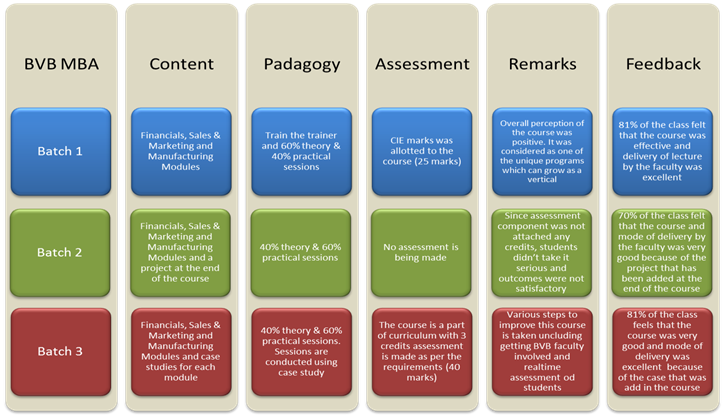 BVB MBA
Content
Padagogy
Assessment
Remarks
Feedback
Batch 1
Financials, Sales &
Marketing and
Manufacturing
Modules
Train the trainer
and 60% theory &
40% practical
sessions
CIE marks was
allotted to the
course (25 marks)
Overall perception of
the course was
positive. It was
considered as one of
the unique programs
which can grow as a
vertical
81% of the class felt
that the course was
effective and
delivery of lecture
by the faculty was
excellent
Batch 2
Financials, Sales &
Marketing and
Manufacturing
Modules and a
project at the end
of the course
40% theory & 60%
practical sessions
No assessment is
being made
Since assessment
component was not
attached any
credits, students
didn't take it
serious and
outcomes were not
satisfactory
70% of the class felt
that the course and
mode of delivery by
the faculty was very
good because of the
project that has
been added at the
end of the course
Batch 3
Financials, Sales &
Marketing and
Manufacturing
Modules and case
studies for each
module
40% theory & 60%
practical sessions.
Sessions are
conducted using
case study
The course is a part
of curriculum with 3
credits assessment
is made as per the
requirements (40
marks)
Various steps to
improve this course
is taken including
getting BVB faculty
involved and
realtime
assessment od
students
81% of the class
feels that the
course was very
good and mode of
delivery was
excellent because
of the case that was
add in the course